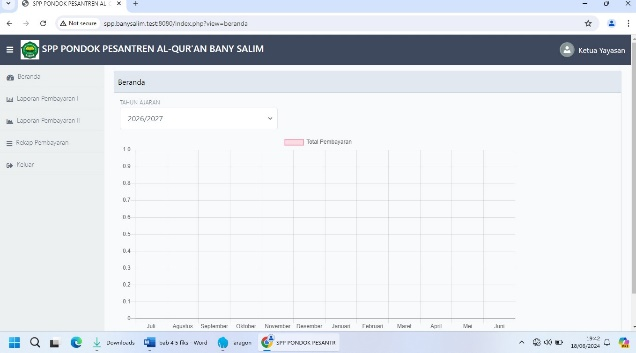 SPP PONDOK PESANTREN AL-
Not secure spp.banysalim.test:8080/index.php?view=beranda
SPP PONDOK PESANTREN AL-QUR'AN BANY SALIM
Ketua Yayasan
Beranda
Laporan Pembayaran I
Laporan Pembayaran II
Rekap Pembayaran
Keluar
Beranda
TAHUN AJARAN
2026/2027
Total Pembayaran
1.0
0.9
0.8
0.7
0.6
0.5
0.4
0.3
0.2
0.1
0
Juli Agustus September Oktober November Desember Januari Februari Maret April Mei Juni
Downloads
bab 4 5 fiks - Word
aragon
SPP PONDOK PESANTR
19:42
18/08/2024